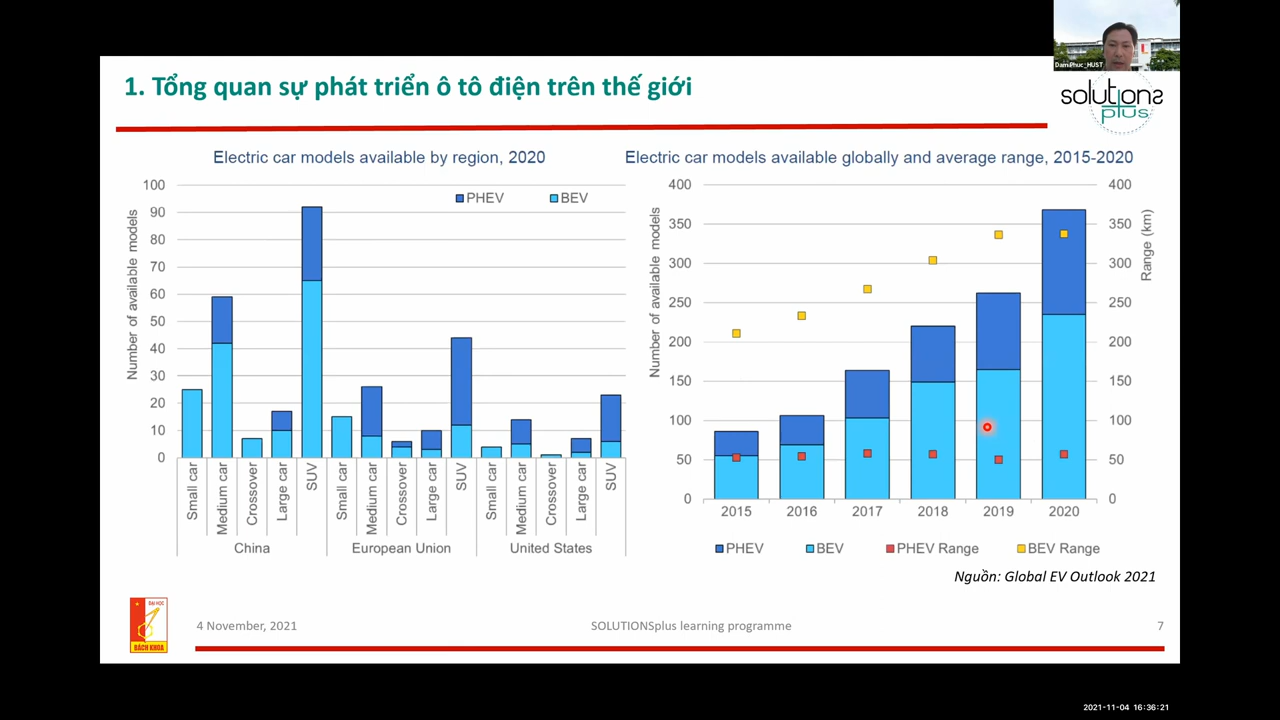 DamPhuc_HUST
1. Tổng quan sự phát triển ô tô điện trên thế giới
solutions
plus
Electric car models available by region, 2020
PHEV BEV
Number of available models
100
90
80
70
60
50
40
30
20
10
0
Small car Medium car Crossover Large car SUV Small car Medium car Crossover Large car SUV Small car Medium car Crossover Large car SUV
China European Union United States
Electric car models available globally and average range, 2015-2020
Number of available models
400
350
300
250
200
150
100
50
0
400
350
300
250
200
150
100
50
0
Range (km)
2015 2016 2017 2018 2019 2020
PHEV BEV PHEV Range BEV Range
Nguồn: Global EV Outlook 2021
ĐẠI HỌC
BÁCH KHOA
4 November, 2021 SOLUTIONSplus learning programme 7
2021-11-04 16:36:21